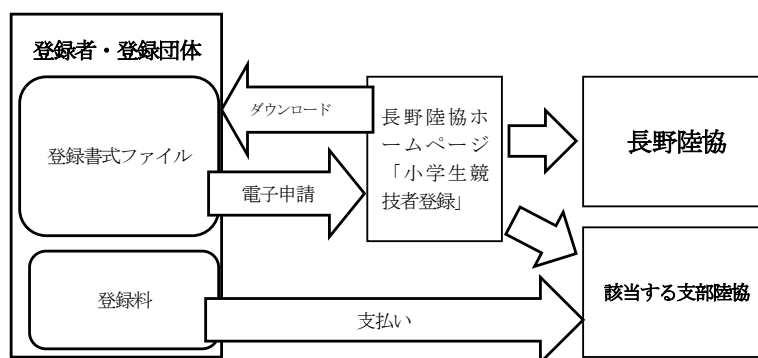 登録者・登録団体
登録書式ファイル
登録料
ダウンロード
電子申請
長野陸協ホ
ームページ
「小学生競
技者登録」
長野陸協
該当する支部陸協
支払い